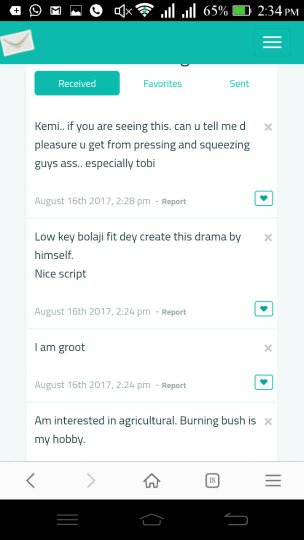 65% 2:34 PM
Received Favorites Sent
Kemi.. if you are seeing this. can u tell me d
pleasure u get from pressing and squeezing
guys ass.. especially tobi
August 16th 2017, 2:28 pm - Report
Low key bolaji fit dey create this drama by
himself.
Nice script
August 16th 2017, 2:24 pm - Report
I am groot
August 16th 2017, 2:24 pm - Report
Am interested in agricultural. Burning bush is
my hobby.
18